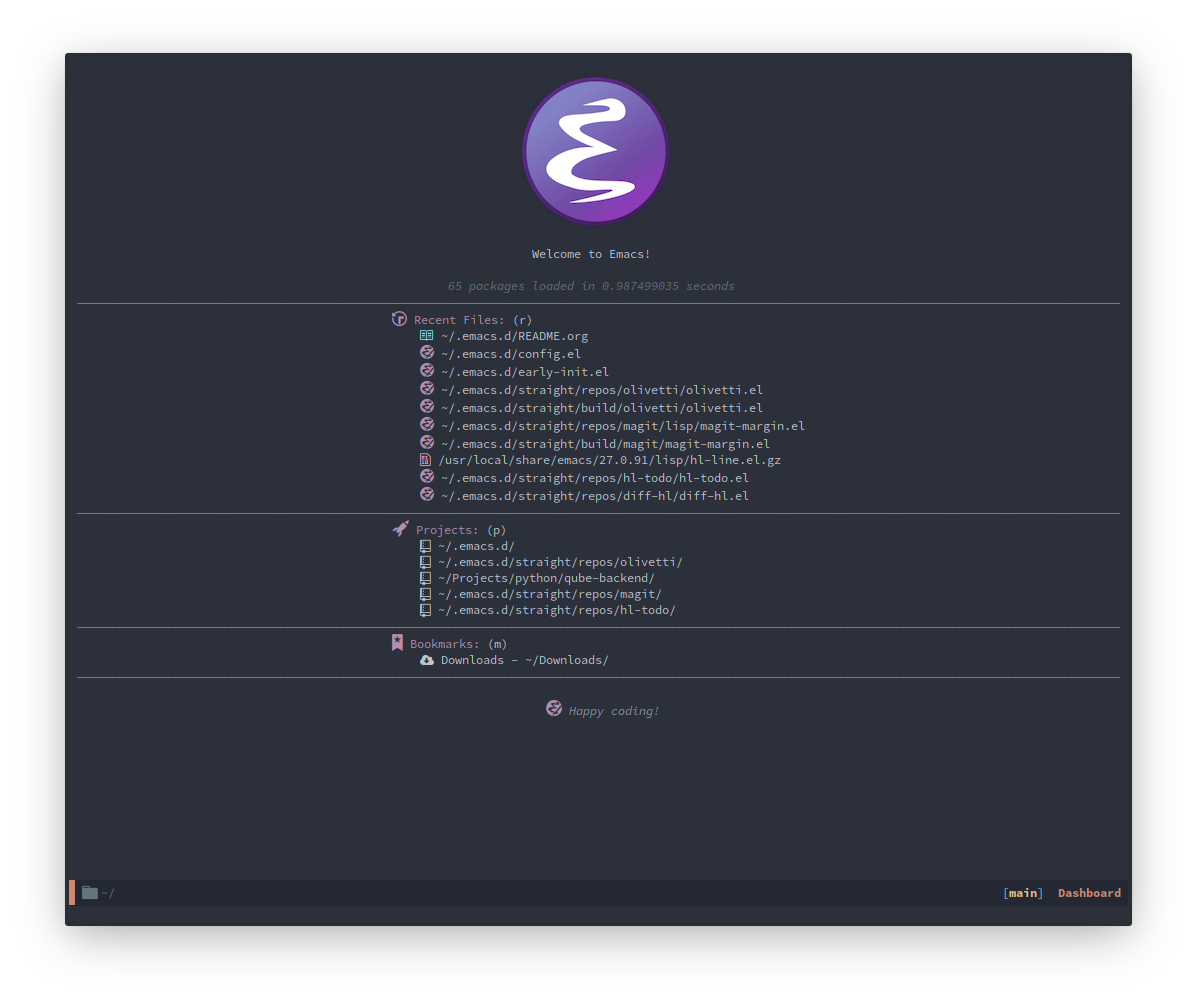 Welcome to Emacs!
65 packages loaded in 0.987499035 seconds
Recent Files: (r)
~/.emacs.d/README.org
~/.emacs.d/config.el
~/.emacs.d/early-init.el
~/.emacs.d/straight/repos/olivetti/olivetti.el
~/.emacs.d/straight/build/olivetti/olivetti.el
~/.emacs.d/straight/repos/magit/lisp/magit-margin.el
~/.emacs.d/straight/build/magit/magit-margin.el
/usr/local/share/emacs/27.0.91/lisp/hl-line.el.gz
~/.emacs.d/straight/repos/hl-todo/hl-todo.el
~/.emacs.d/straight/repos/diff-hl/diff-hl.el
Projects: (p)
~/.emacs.d/
~/.emacs.d/straight/repos/olivetti/
~/Projects/python/qube-backend/
~/.emacs.d/straight/repos/magit/
~/.emacs.d/straight/repos/hl-todo/
Bookmarks: (m)
Downloads - ~/Downloads/
Happy coding!
~/ [main] Dashboard